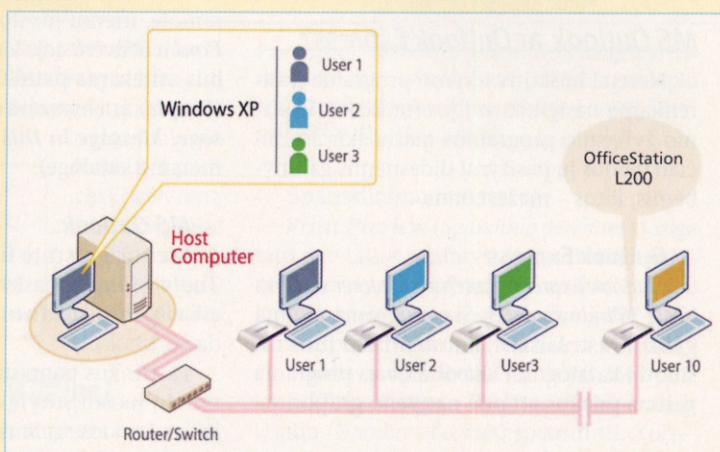 User 1
Windows XP
User 2
User 3
OfficeStation
L200
Host
Computer
User 1
User 2
User3
User 10
Router/Switch